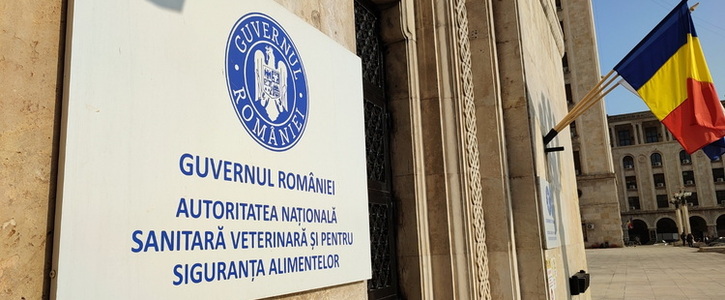 GUVERNUL
ROMÂNIEI
GUVERNUL ROMÂNIEI
AUTORITATEA NAȚIONALĂ
SANITARĂ VETERINARĂ ȘI PENTRU
SIGURANȚA ALIMENTELOR